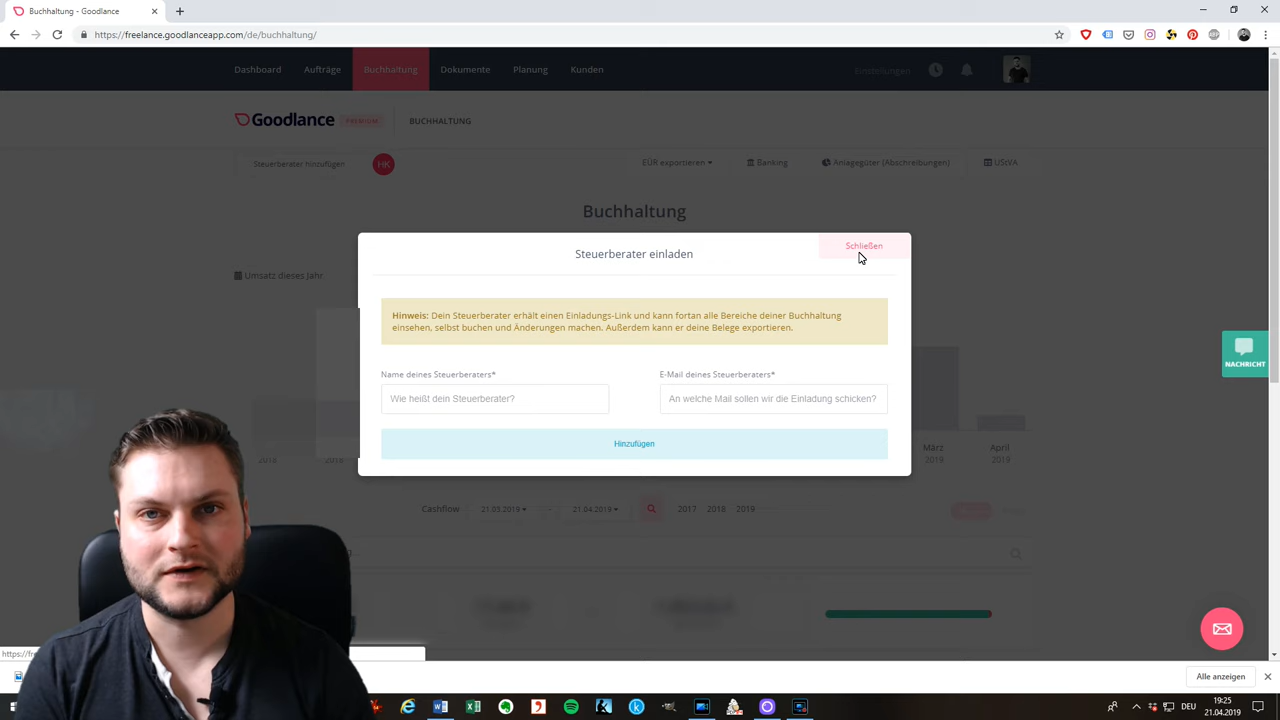 Buchhaltung - Goodlance
https://freelance.goodlanceapp.com/de/buchhaltung/
Dashboard
Aufträge
Buchhaltung
Dokumente
Planung
Kunden
Einstellungen
Goodlance
PREMIUM
BUCHHALTUNG
Steuerberater hinzufügen
HK
EÜR exportieren
Banking
Anlagegüter (Abschreibungen)
UStVA
Buchhaltung
Steuerberater einladen
Schließen
Umsatz dieses Jahr
Hinweis: Dein Steuerberater erhält einen Einladungs-Link und kann fortan alle Bereiche deiner Buchhaltung
einsehen, selbst buchen und Änderungen machen. Außerdem kann er deine Belege exportieren.
NACHRICHT
Name deines Steuerberaters*
E-Mail deines Steuerberaters*
Wie heißt dein Steuerberater?
An welche Mail sollen wir die Einladung schicken?
Hinzufügen
März
April
2018
2019
2019
Cashflow
21.03.2019
21.04.2019
2017
2018
2019
https://fre
Alle anzeigen
DEU
19:25
21.04.2019